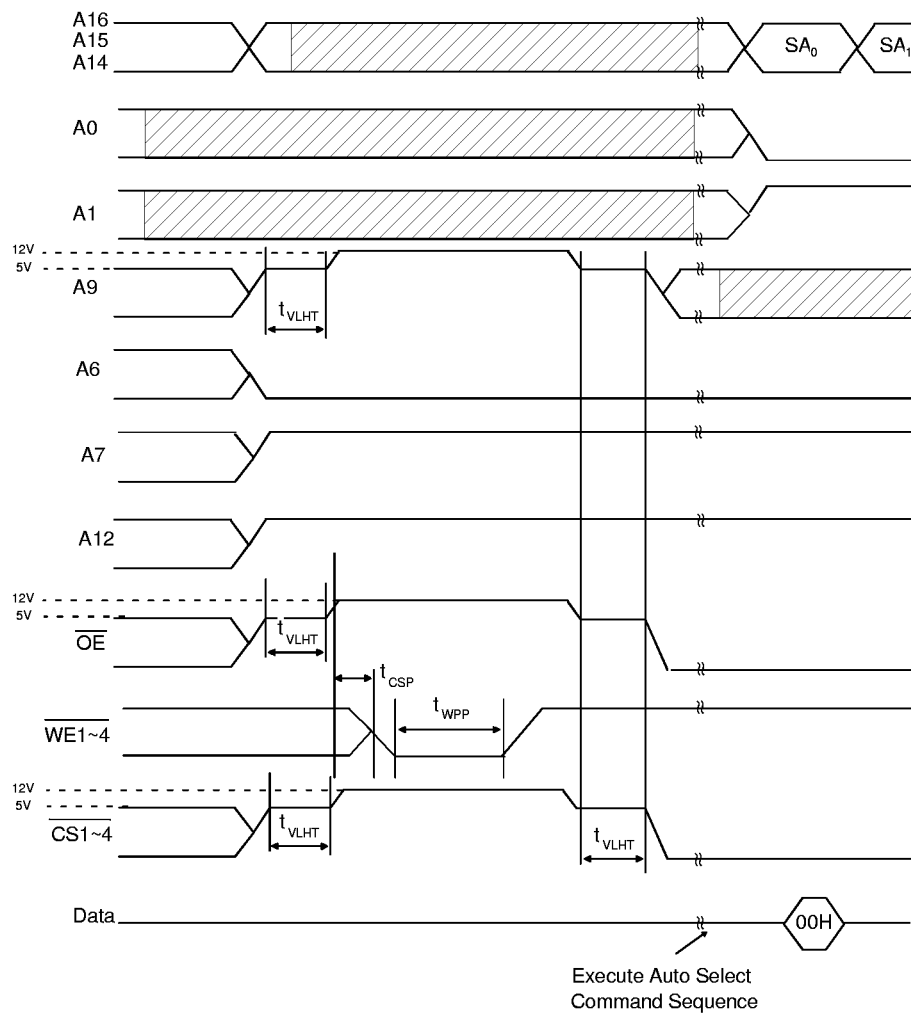 A16
A15
A14
SA₀
SA₁
A0
A1
12V
5V
A9
tVLHT
A6
A7
A12
12V
5V
OE
tVLHT
tCSP
WE1~4
tWPP
12V
5V
CS1~4
tVLHT
tVLHT
Data
00H
Execute Auto Select
Command Sequence